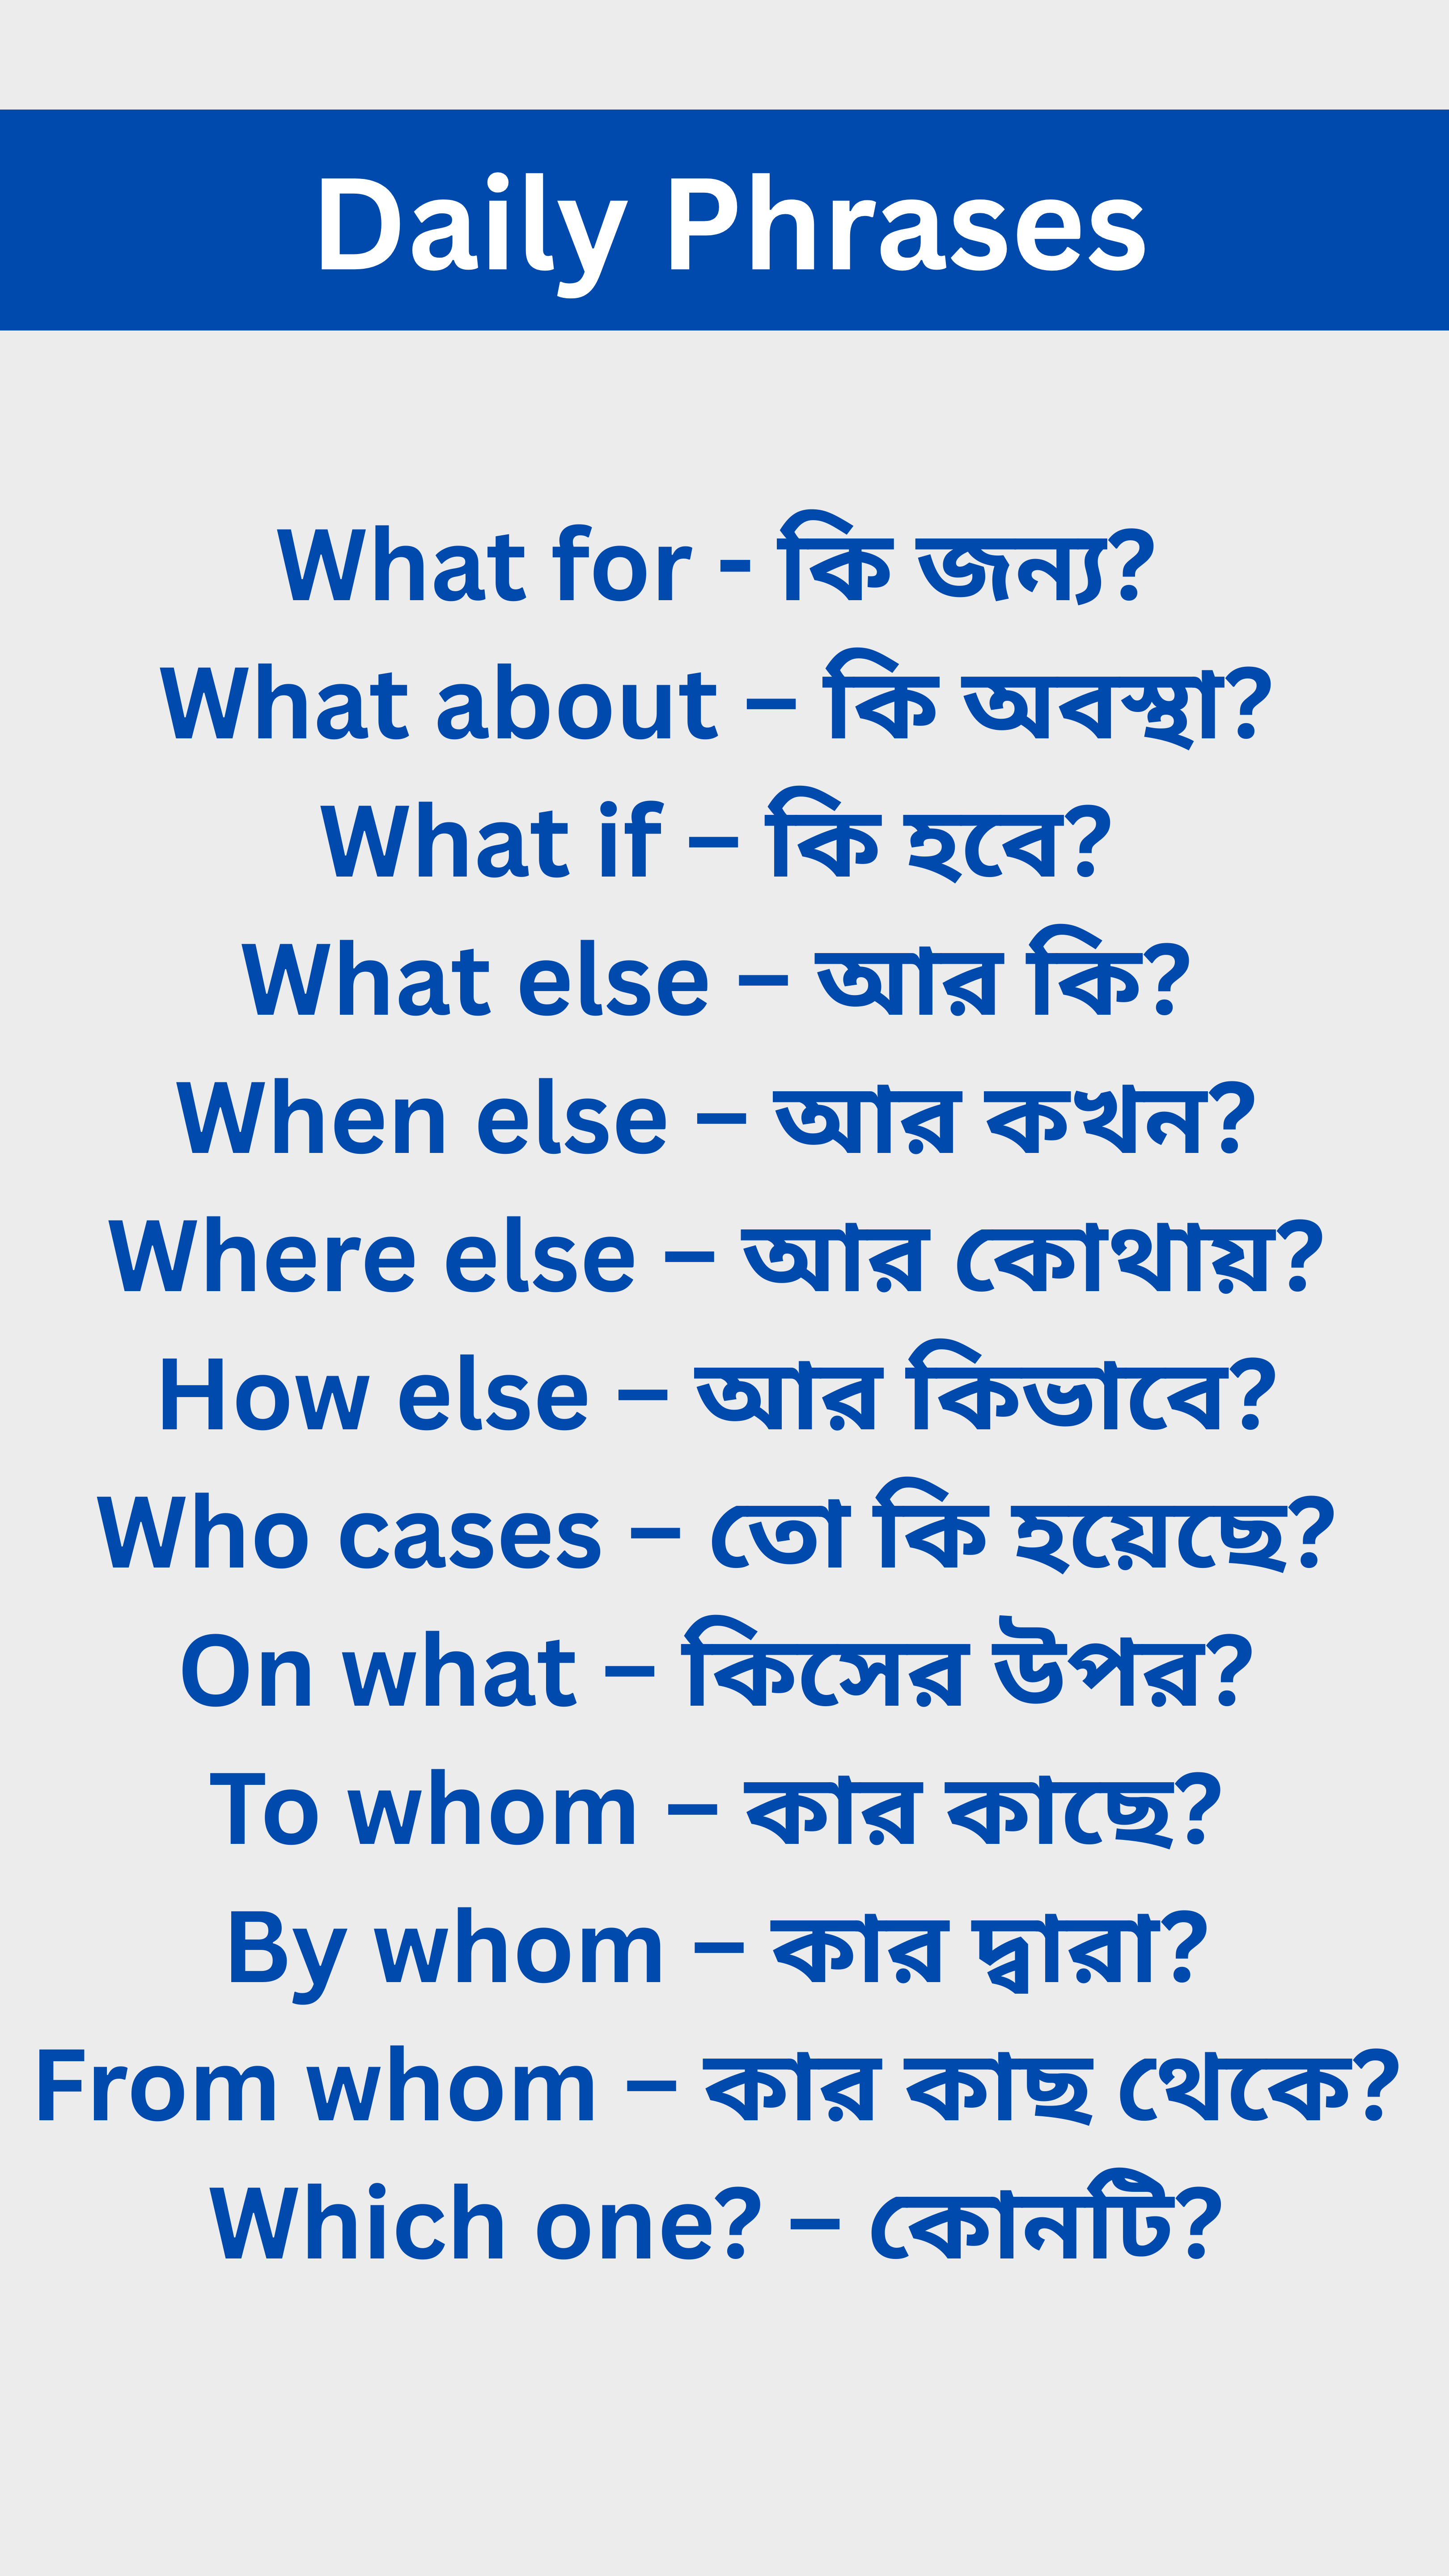 Daily Phrases
What for - কি জন্য?
What about – কি অবস্থা?
What if – কি হবে?
What else – আর কি?
When else – আর কখন?
Where else – আর কোথায়?
How else – আর কিভাবে?
Who cases – তো কি হয়েছে?
On what – কিসের উপর?
To whom – কার কাছে?
By whom – কার দ্বারা?
From whom – কার কাছ থেকে?
Which one? – কোনটি?